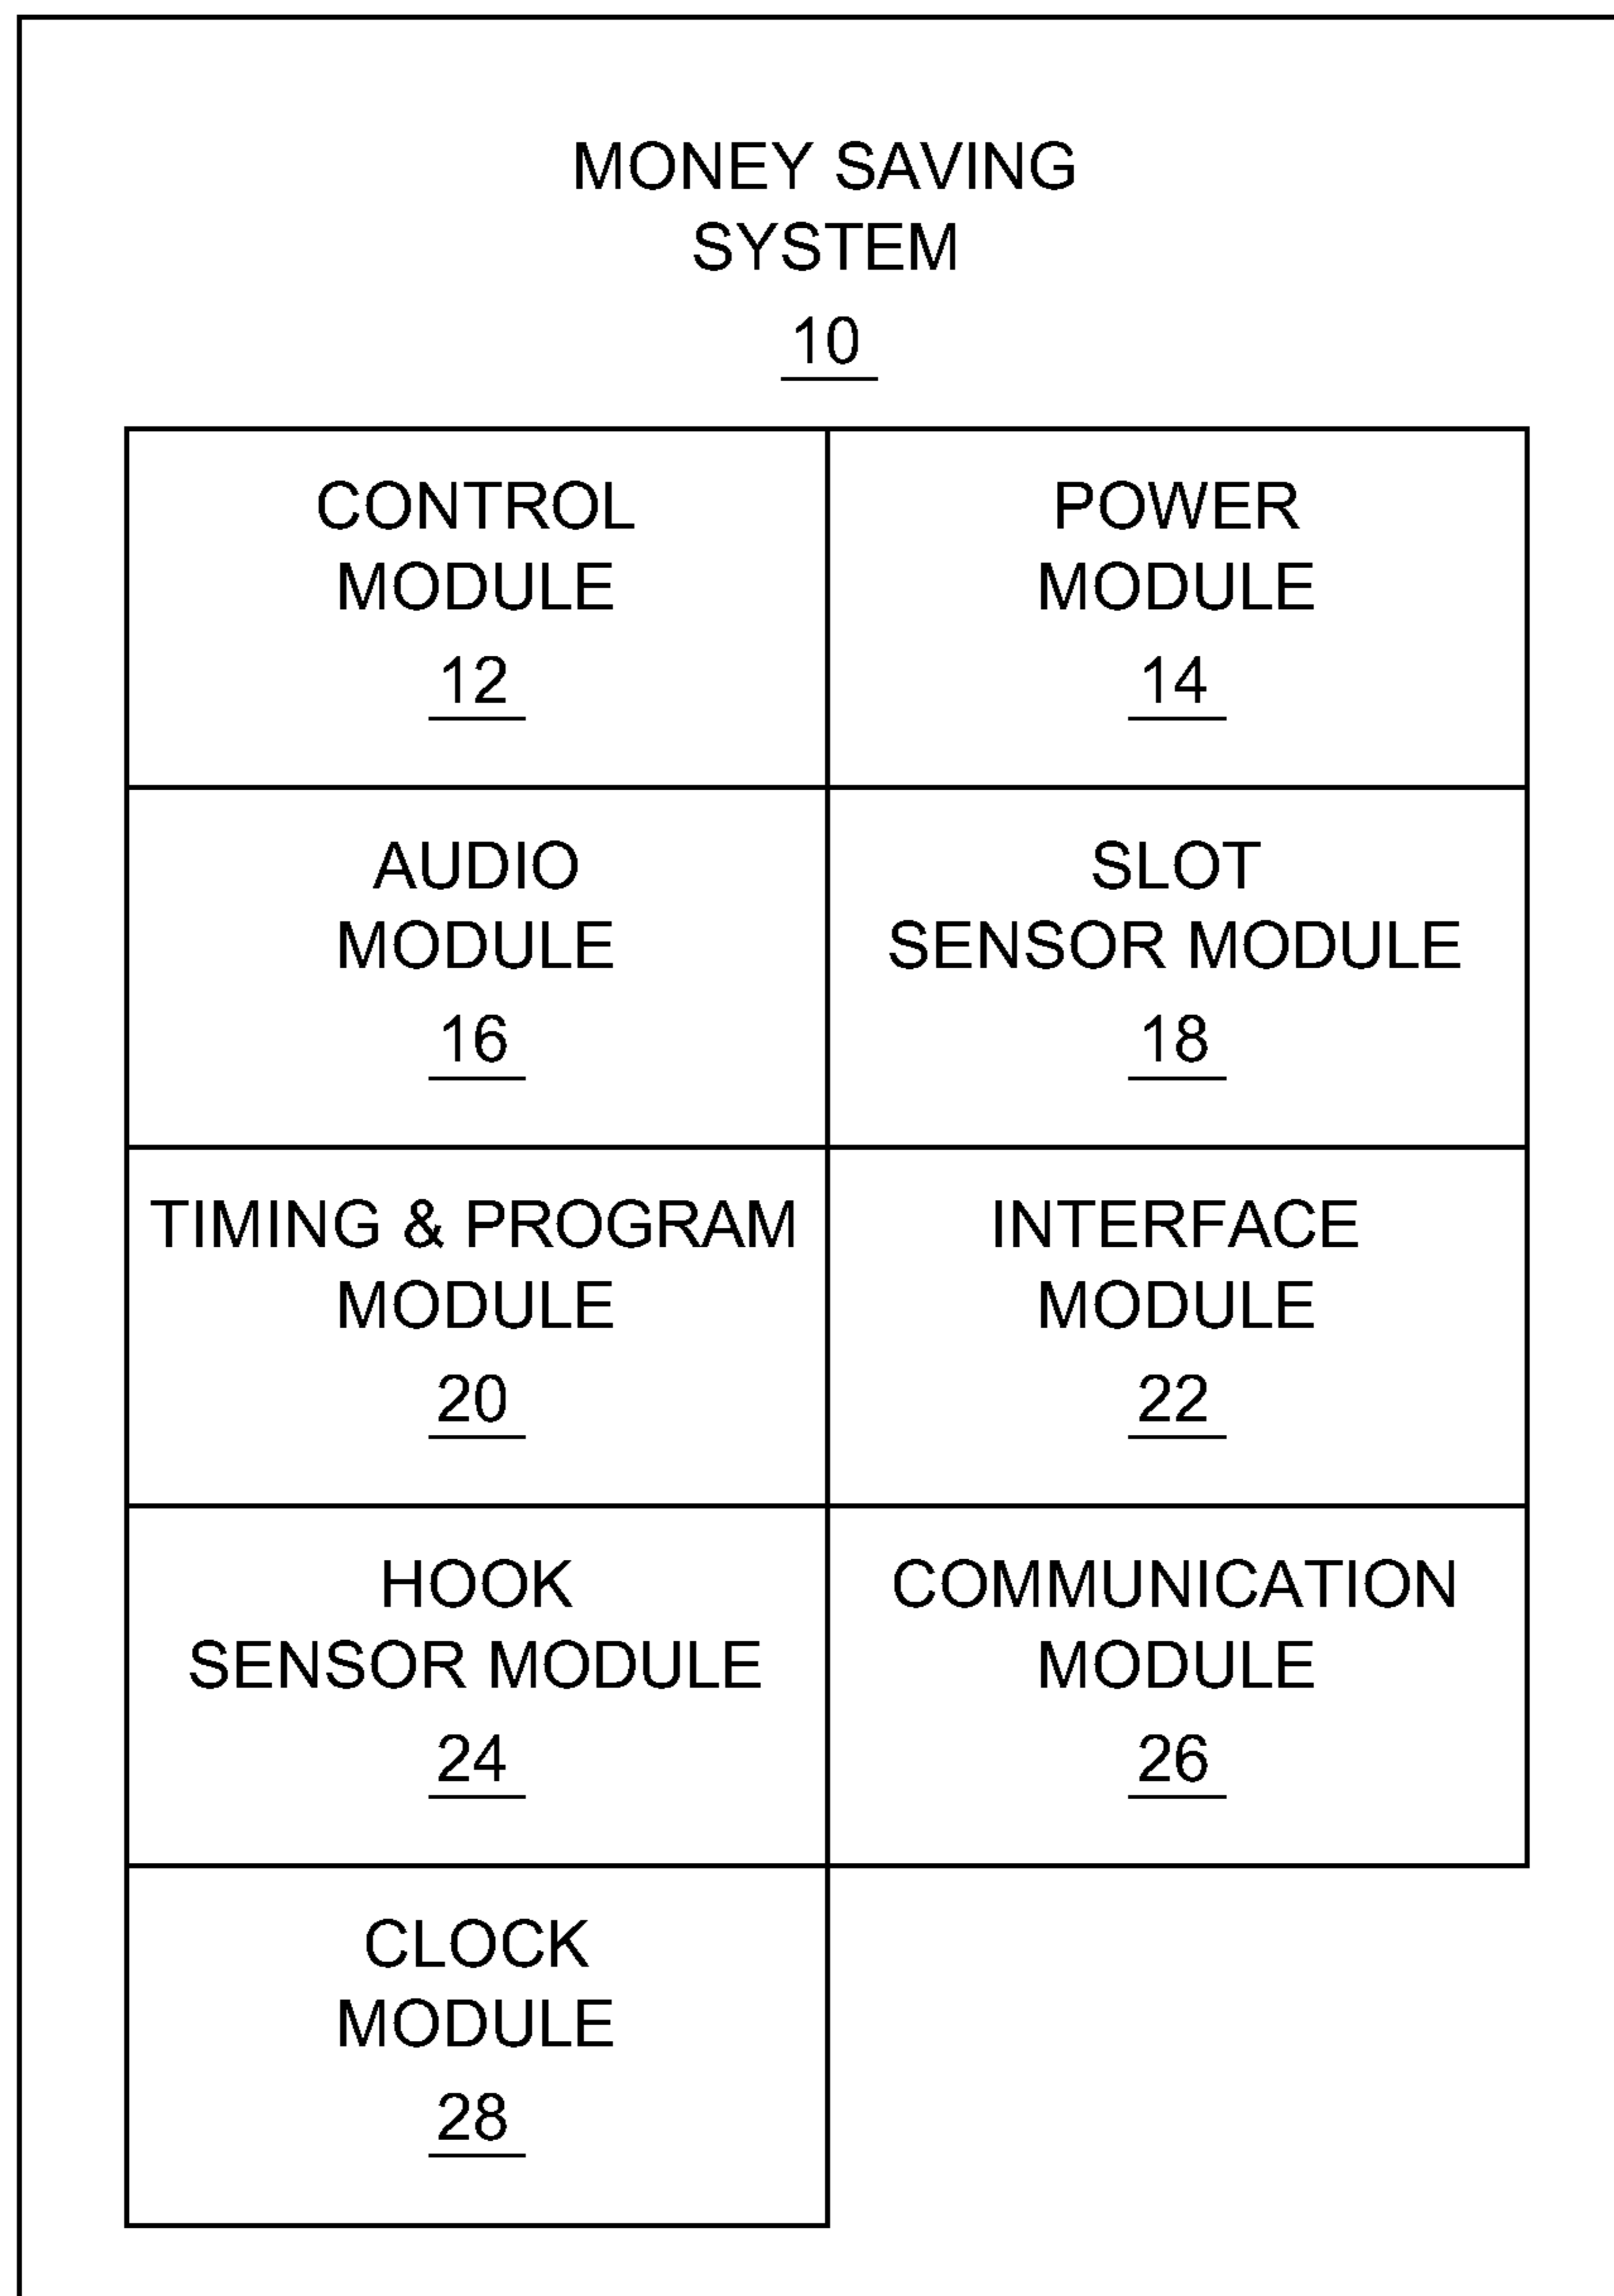 MONEY SAVING
SYSTEM
10
CONTROL
MODULE
12
POWER
MODULE
14
AUDIO
MODULE
16
SLOT
SENSOR MODULE
18
TIMING & PROGRAM
MODULE
20
INTERFACE
MODULE
22
HOOK
SENSOR MODULE
24
COMMUNICATION
MODULE
26
CLOCK
MODULE
28